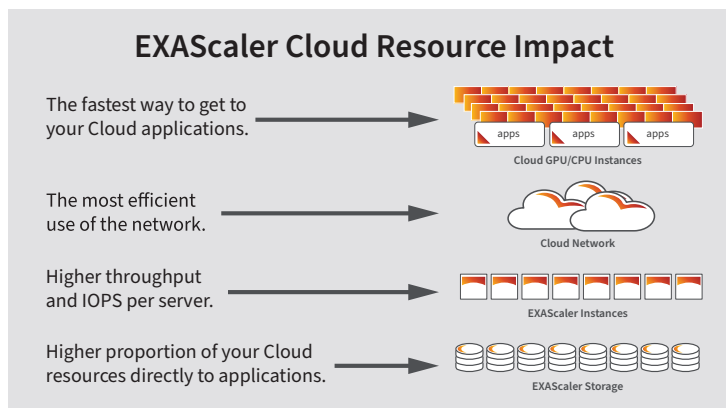 EXAScaler Cloud Resource Impact
The fastest way to get to
your Cloud applications.
apps
apps
apps
Cloud GPU/CPU Instances
The most efficient
use of the network.
Cloud Network
Higher throughput
and IOPS per server.
EXAScaler Instances
Higher proportion of your Cloud
resources directly to applications.
EXAScaler Storage